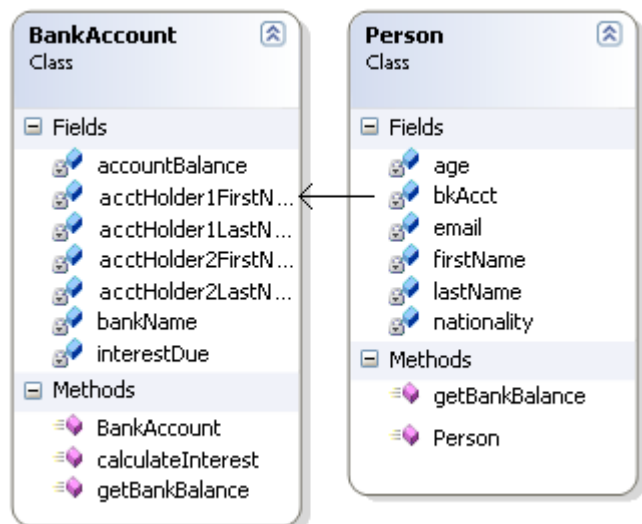 BankAccount
Class
Fields
accountBalance
acctHolder1FirstN...
acctHolder1LastN...
acctHolder2FirstN...
acctHolder2LastN...
bankName
interestDue
Methods
BankAccount
calculateInterest
getBankBalance
Person
Class
Fields
age
bkAcct
email
firstName
lastName
nationality
Methods
getBankBalance
Person